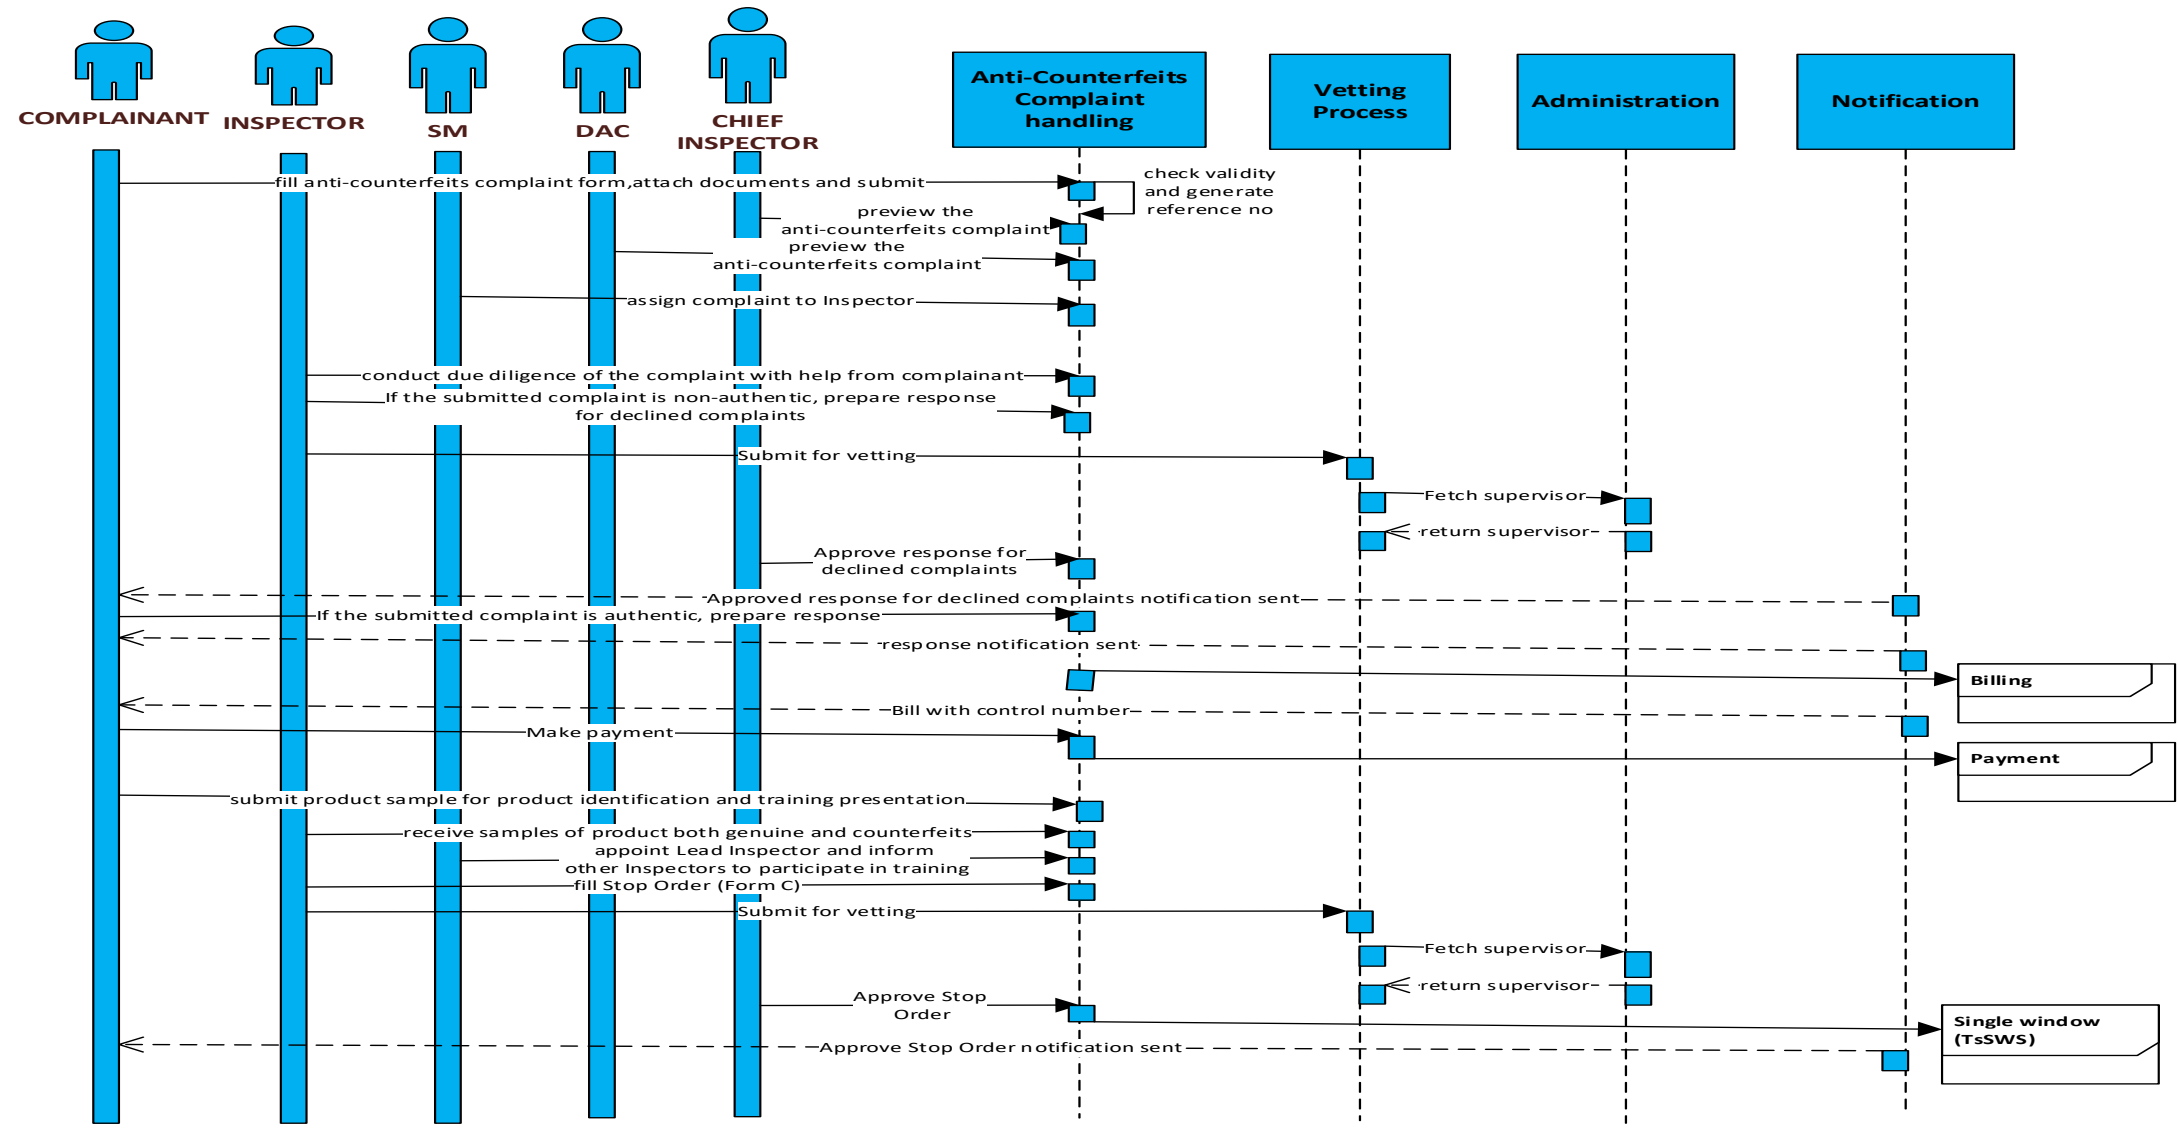 COMPLAINANT
INSPECTOR
SM
DAC
CHIEF
INSPECTOR
Anti-Counterfeits
Complaint
handling
Vetting
Process
Administration
Notification
fill anti-counterfeits complaint form,attach documents and submit
check validity
and generate
reference no
preview the
anti-counterfeits complaint
preview the
anti-counterfeits complaint
assign complaint to Inspector
conduct due diligence of the complaint with help from complainant
If the submitted complaint is non-authentic, prepare response
for declined complaints
Submit for vetting
Fetch supervisor
return supervisor
Approve response for
declined complaints
Approved response for declined complaints notification sent
If the submitted complaint is authentic, prepare response
response notification sent
Billing
Bill with control number
Make payment
Payment
submit product sample for product identification and training presentation
receive samples of product both genuine and counterfeits
appoint Lead Inspector and inform
other Inspectors to participate in training
fill Stop Order (Form C)
Submit for vetting
Fetch supervisor
return supervisor
Approve Stop
Order
Single window
(TsSWS)
Approve Stop Order notification sent